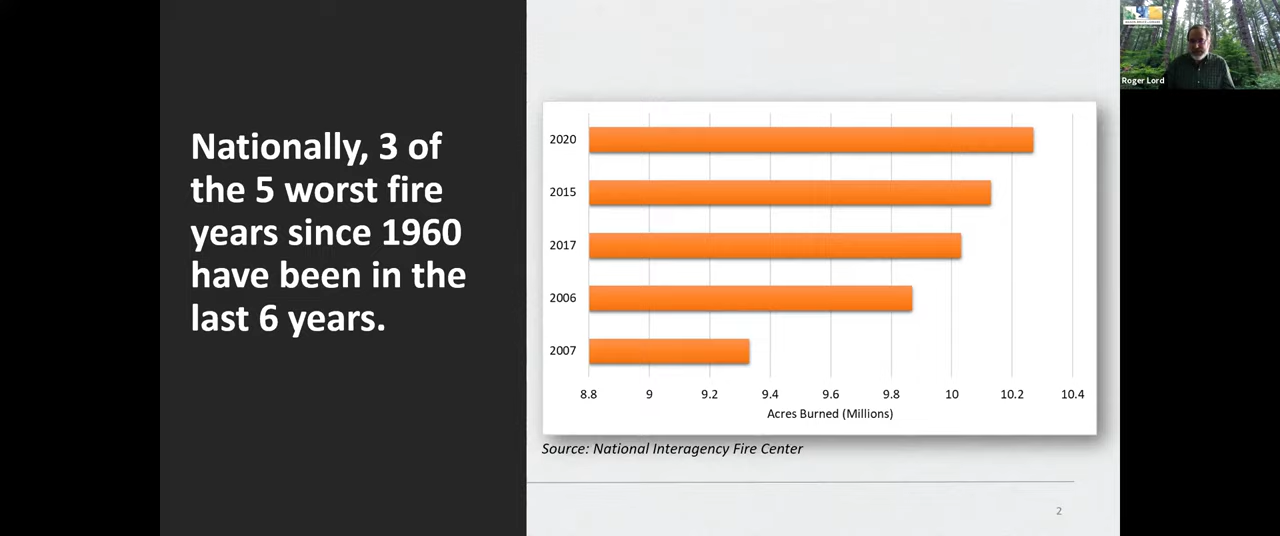 Nationally, 3 of
the 5 worst fire
years since 1960
have been in the
last 6 years.
2020
2015
2017
2006
2007
8.8 9 9.2 9.4 9.6 9.8 10 10.2 10.4
Acres Burned (Millions)
Source: National Interagency Fire Center
2
Roger Lord